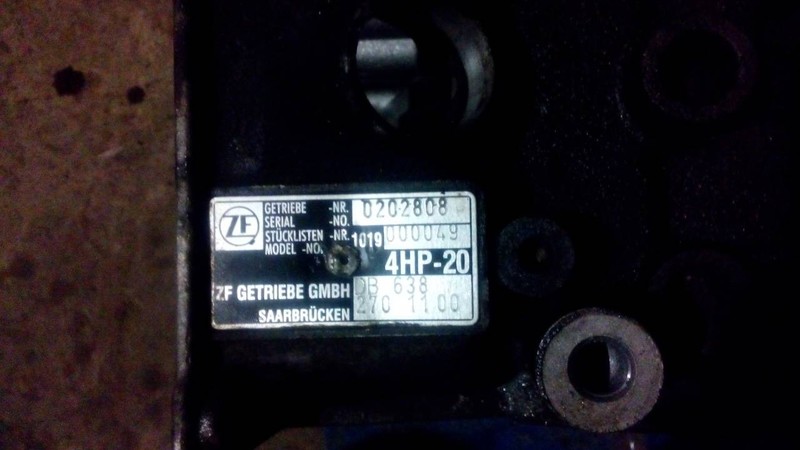 ZF
GETRIEBE -NR. 0202808
SERIAL -NO.
STÜCKLISTEN -NR. 1019 000049
MODEL -NO.
4HP-20
ZF GETRIEBE GMBH DB 638
SAARBRÜCKEN 270 11 00